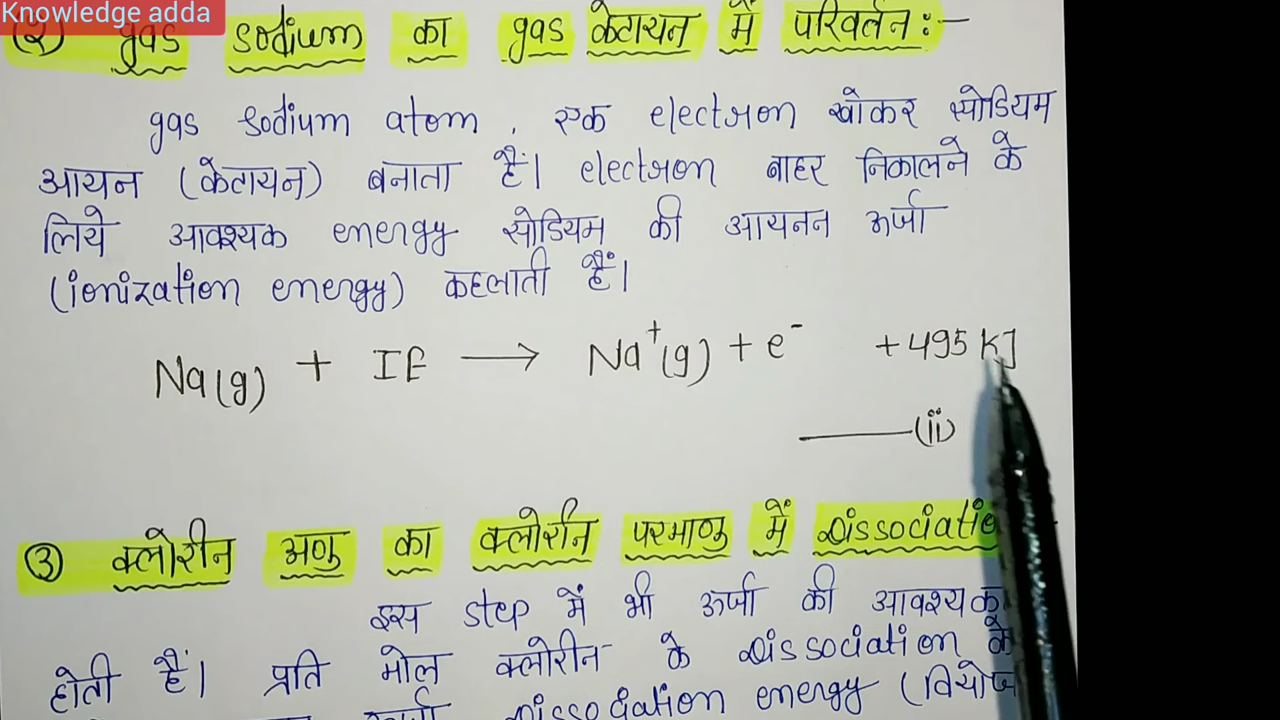 Knowledge adda
(२) gas sodium का gas केटायन में परिवर्तन:-
gas sodium atom, एक electron खोकर सोडियम
आयन (केटायन) बनाता हैं। electron बाहर निकालने के
लिये आवश्यक energy सोडियम की आयनन ऊर्जा
(ionization energy) कहलाती हैं।
Na(g) + IE → Na⁺(g) + e⁻ +495 KJ
(ii)
③ क्लोरीन अणु का क्लोरीन परमाणु में Dissociatio
इस step में भी ऊर्जा की आवश्यक
होती हैं। प्रति मोल क्लोरीन के Dissociation के
ऊर्जा Dissociation energy (वियोज